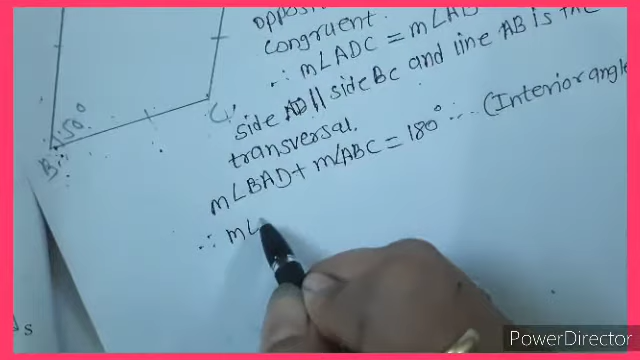 congruent.
∴ m∠ADC = m∠AB
side AD || side BC and line AB is the
transversal.
m∠BAD + m∠ABC = 180° ... (Interior angle
∴ m∠
50°
B
C
s
PowerDirector